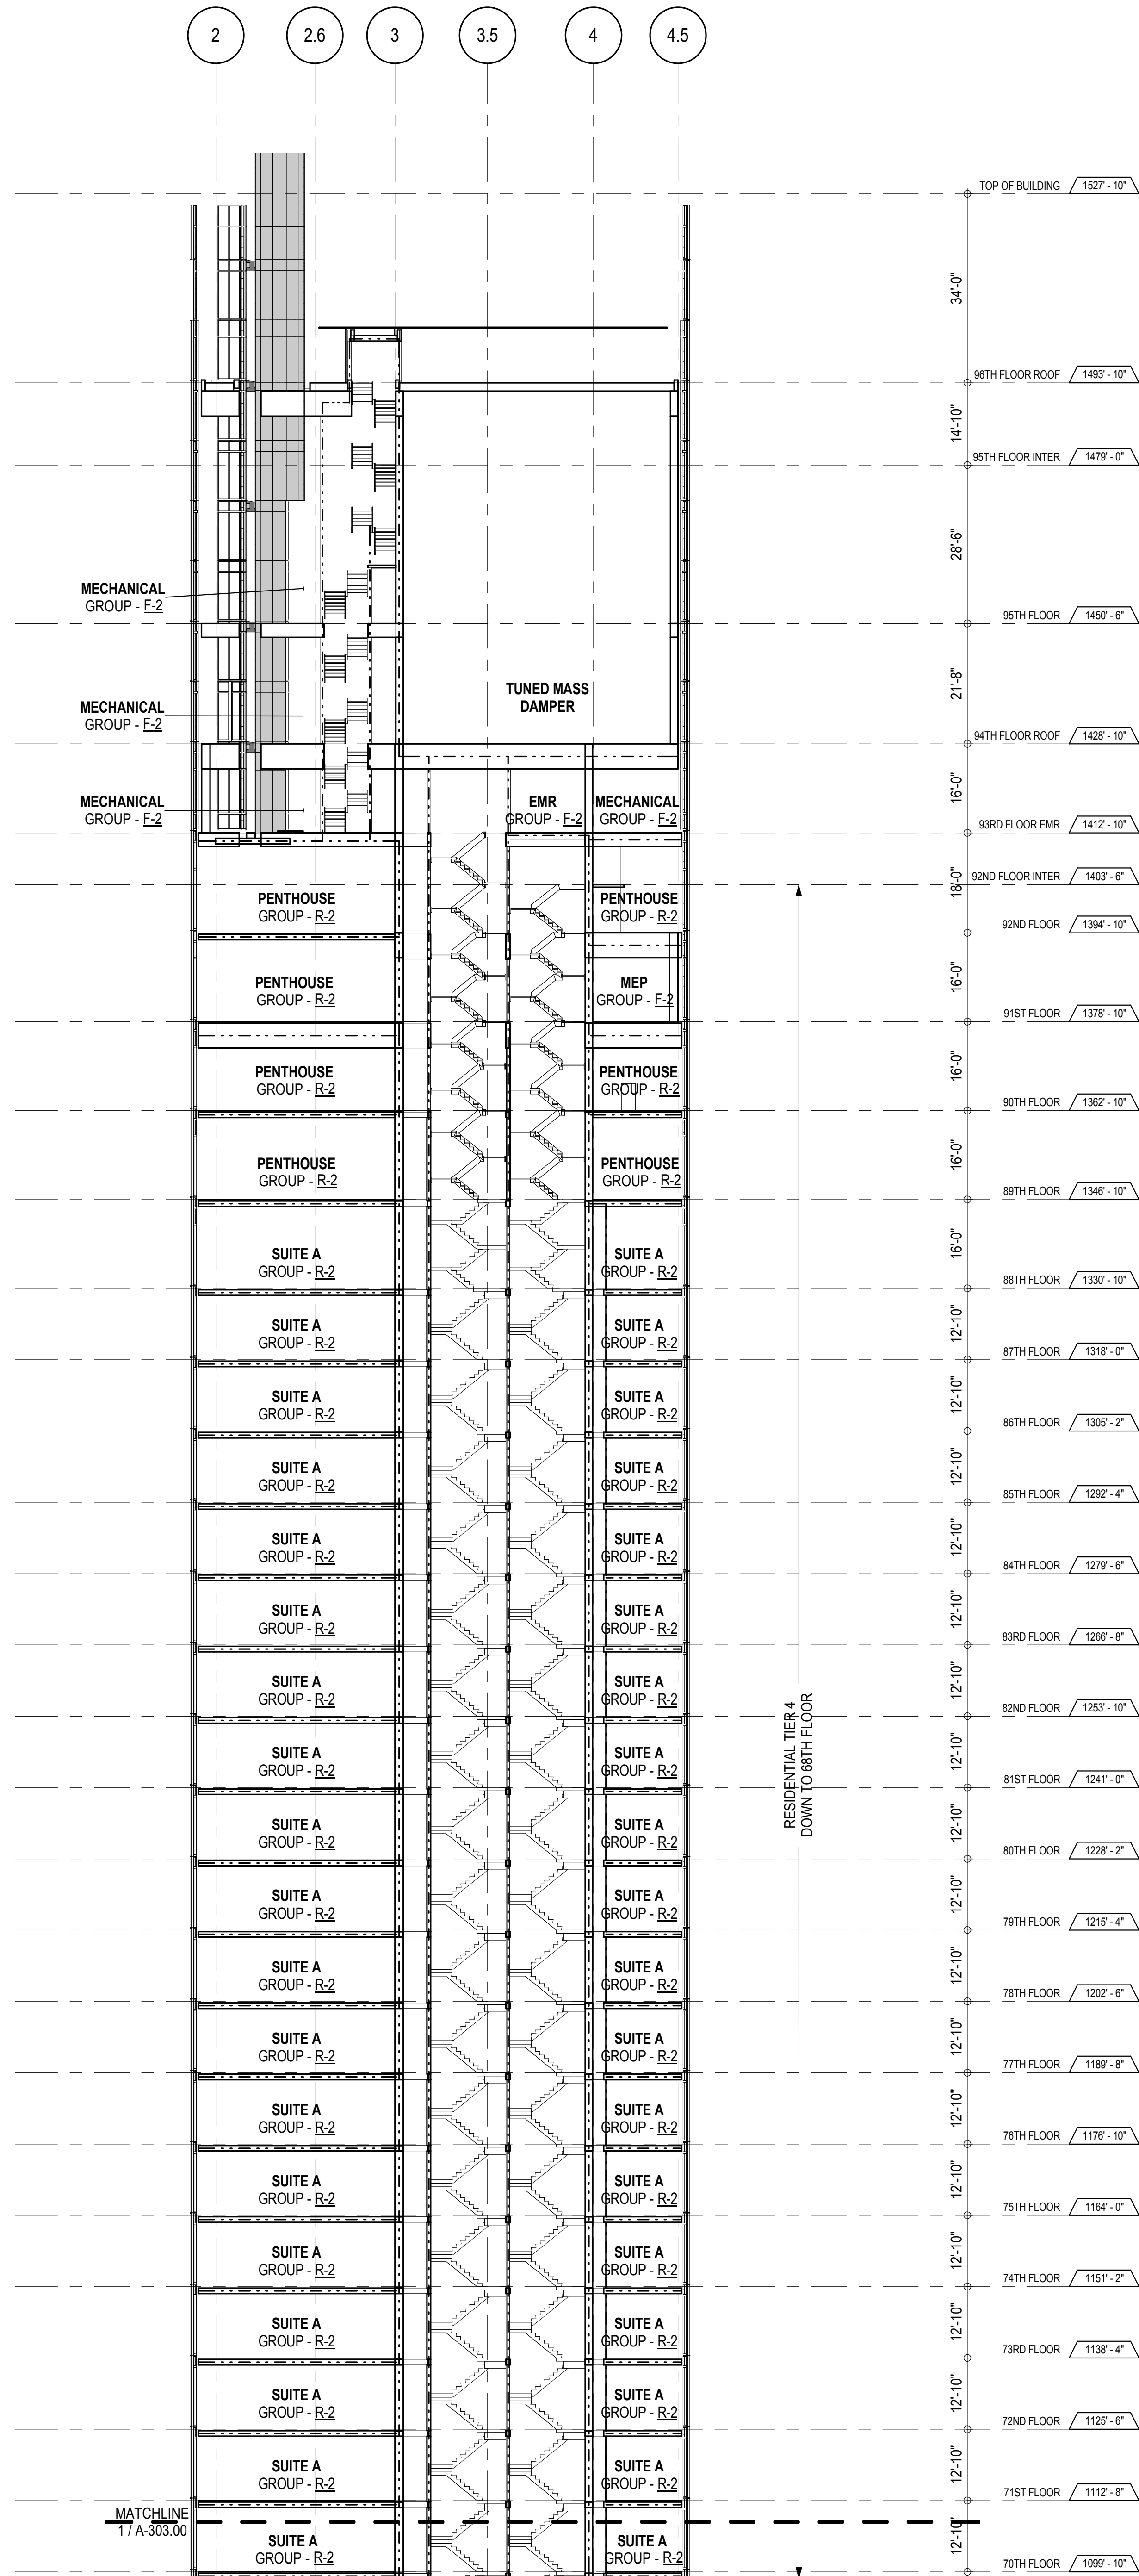 2 2.6 3 3.5 4 4.5
TOP OF BUILDING 1527' - 10"
34'-0"
96TH FLOOR ROOF 1493' - 10"
14'-10"
95TH FLOOR INTER 1479' - 0"
28'-6"
MECHANICAL
GROUP - F-2
95TH FLOOR 1450' - 6"
21'-8"
TUNED MASS
DAMPER
MECHANICAL
GROUP - F-2
94TH FLOOR ROOF 1428' - 10"
16'-0"
MECHANICAL EMR MECHANICAL
GROUP - F-2 GROUP - F-2 GROUP - F-2
93RD FLOOR EMR 1412' - 10"
18'-0"
92ND FLOOR INTER 1403' - 6"
PENTHOUSE PENTHOUSE
GROUP - R-2 GROUP - R-2
92ND FLOOR 1394' - 10"
16'-0"
PENTHOUSE MEP
GROUP - R-2 GROUP - F-2
91ST FLOOR 1378' - 10"
16'-0"
PENTHOUSE PENTHOUSE
GROUP - R-2 GROUP - R-2
90TH FLOOR 1362' - 10"
16'-0"
PENTHOUSE PENTHOUSE
GROUP - R-2 GROUP - R-2
89TH FLOOR 1346' - 10"
16'-0"
SUITE A SUITE A
GROUP - R-2 GROUP - R-2
88TH FLOOR 1330' - 10"
12'-10"
SUITE A SUITE A
GROUP - R-2 GROUP - R-2
87TH FLOOR 1318' - 0"
12'-10"
SUITE A SUITE A
GROUP - R-2 GROUP - R-2
86TH FLOOR 1305' - 2"
12'-10"
SUITE A SUITE A
GROUP - R-2 GROUP - R-2
85TH FLOOR 1292' - 4"
12'-10"
SUITE A SUITE A
GROUP - R-2 GROUP - R-2
84TH FLOOR 1279' - 6"
12'-10"
SUITE A SUITE A
GROUP - R-2 GROUP - R-2
83RD FLOOR 1266' - 8"
12'-10"
SUITE A SUITE A
GROUP - R-2 GROUP - R-2
82ND FLOOR 1253' - 10"
RESIDENTIAL TIER 4
DOWN TO 68TH FLOOR
12'-10"
SUITE A SUITE A
GROUP - R-2 GROUP - R-2
81ST FLOOR 1241' - 0"
12'-10"
SUITE A SUITE A
GROUP - R-2 GROUP - R-2
80TH FLOOR 1228' - 2"
12'-10"
SUITE A SUITE A
GROUP - R-2 GROUP - R-2
79TH FLOOR 1215' - 4"
12'-10"
SUITE A SUITE A
GROUP - R-2 GROUP - R-2
78TH FLOOR 1202' - 6"
12'-10"
SUITE A SUITE A
GROUP - R-2 GROUP - R-2
77TH FLOOR 1189' - 8"
12'-10"
SUITE A SUITE A
GROUP - R-2 GROUP - R-2
76TH FLOOR 1176' - 10"
12'-10"
SUITE A SUITE A
GROUP - R-2 GROUP - R-2
75TH FLOOR 1164' - 0"
12'-10"
SUITE A SUITE A
GROUP - R-2 GROUP - R-2
74TH FLOOR 1151' - 2"
12'-10"
SUITE A SUITE A
GROUP - R-2 GROUP - R-2
73RD FLOOR 1138' - 4"
12'-10"
SUITE A SUITE A
GROUP - R-2 GROUP - R-2
72ND FLOOR 1125' - 6"
12'-10"
SUITE A SUITE A
GROUP - R-2 GROUP - R-2
71ST FLOOR 1112' - 8"
MATCHLINE
1 / A-303.00
12'-10"
SUITE A SUITE A
GROUP - R-2 GROUP - R-2
70TH FLOOR 1099' - 10"